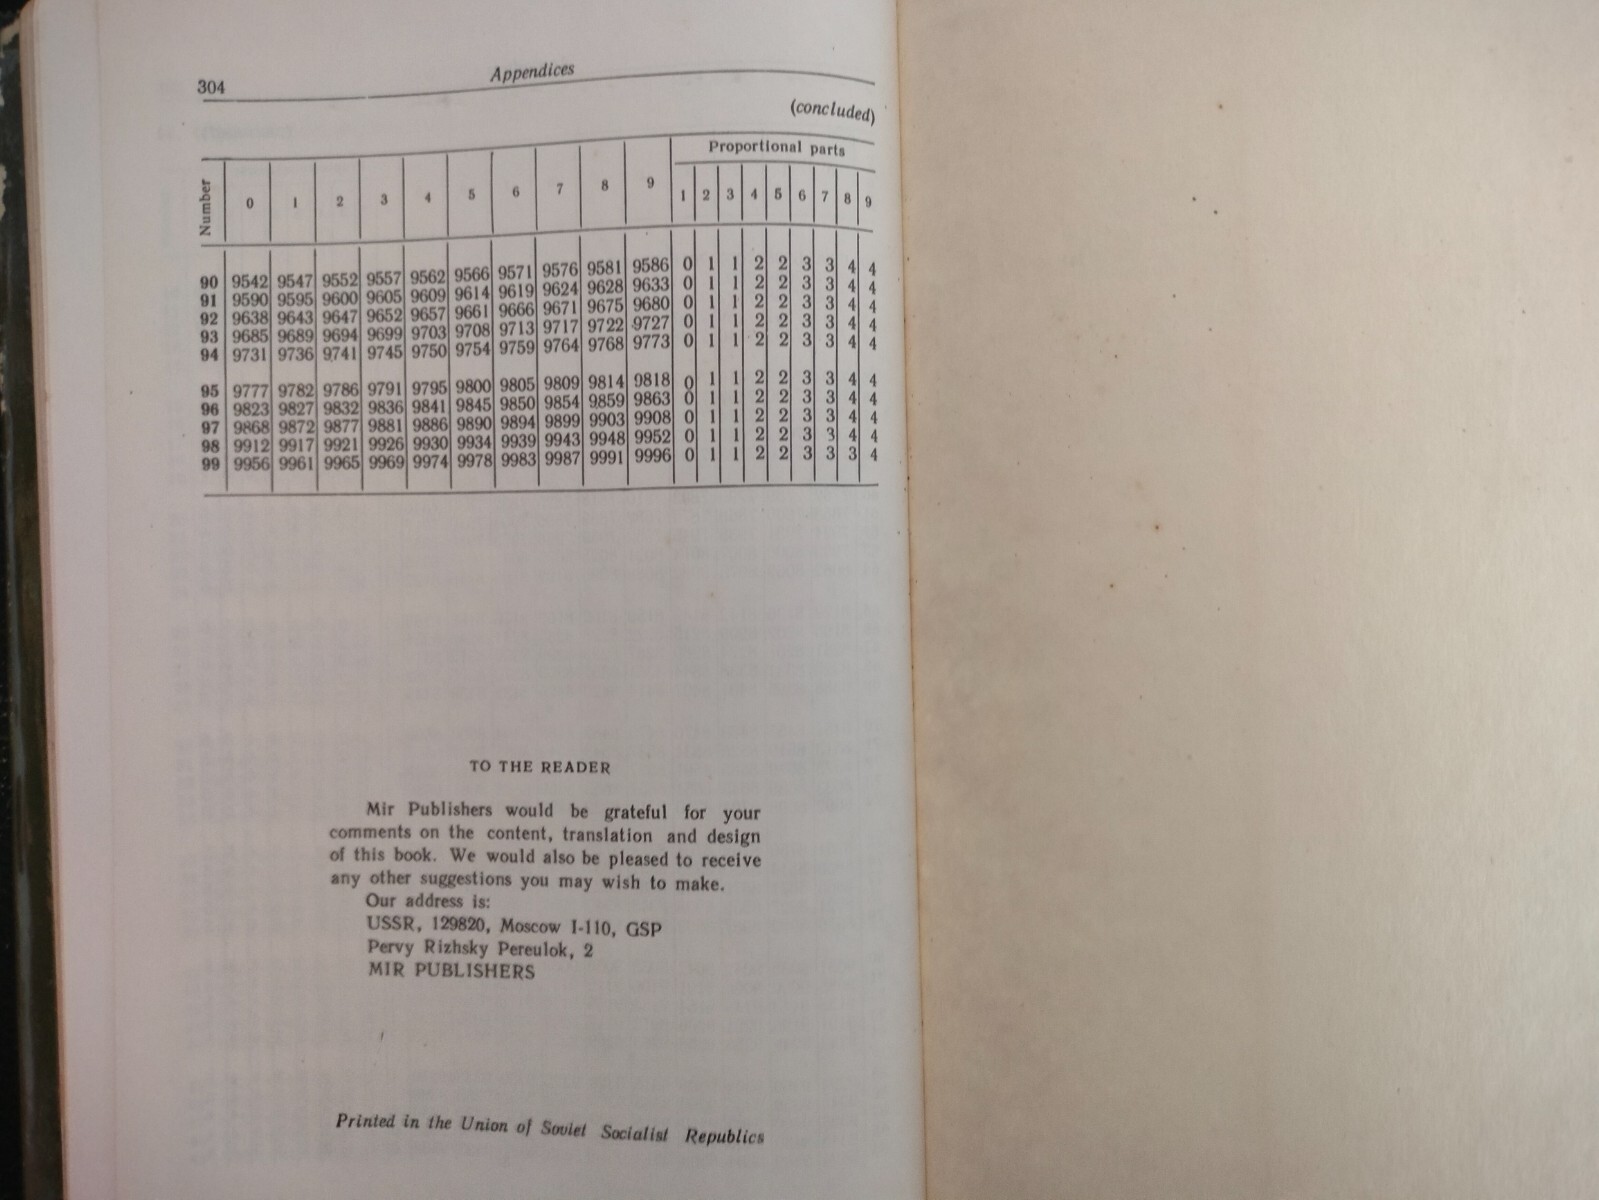 304 Appendices
(concluded)
Number 0 1 2 3 4 5 6 7 8 9 Proportional parts
1 2 3 4 5 6 7 8 9
90 9542 9547 9552 9557 9562 9566 9571 9576 9581 9586 0 1 1 2 2 3 3 4 4
91 9590 9595 9600 9605 9609 9614 9619 9624 9628 9633 0 1 1 2 2 3 3 4 4
92 9638 9643 9647 9652 9657 9661 9666 9671 9675 9680 0 1 1 2 2 3 3 4 4
93 9685 9689 9694 9699 9703 9708 9713 9717 9722 9727 0 1 1 2 2 3 3 4 4
94 9731 9736 9741 9745 9750 9754 9759 9764 9768 9773 0 1 1 2 2 3 3 4 4
95 9777 9782 9786 9791 9795 9800 9805 9809 9814 9818 0 1 1 2 2 3 3 4 4
96 9823 9827 9832 9836 9841 9845 9850 9854 9859 9863 0 1 1 2 2 3 3 4 4
97 9868 9872 9877 9881 9886 9890 9894 9899 9903 9908 0 1 1 2 2 3 3 4 4
98 9912 9917 9921 9926 9930 9934 9939 9943 9948 9952 0 1 1 2 2 3 3 4 4
99 9956 9961 9965 9969 9974 9978 9983 9987 9991 9996 0 1 1 2 2 3 3 3 4
TO THE READER
Mir Publishers would be grateful for your
comments on the content, translation and design
of this book. We would also be pleased to receive
any other suggestions you may wish to make.
Our address is:
USSR, 129820, Moscow I-110, GSP
Pervy Rizhsky Pereulok, 2
MIR PUBLISHERS
Printed in the Union of Soviet Socialist Republics